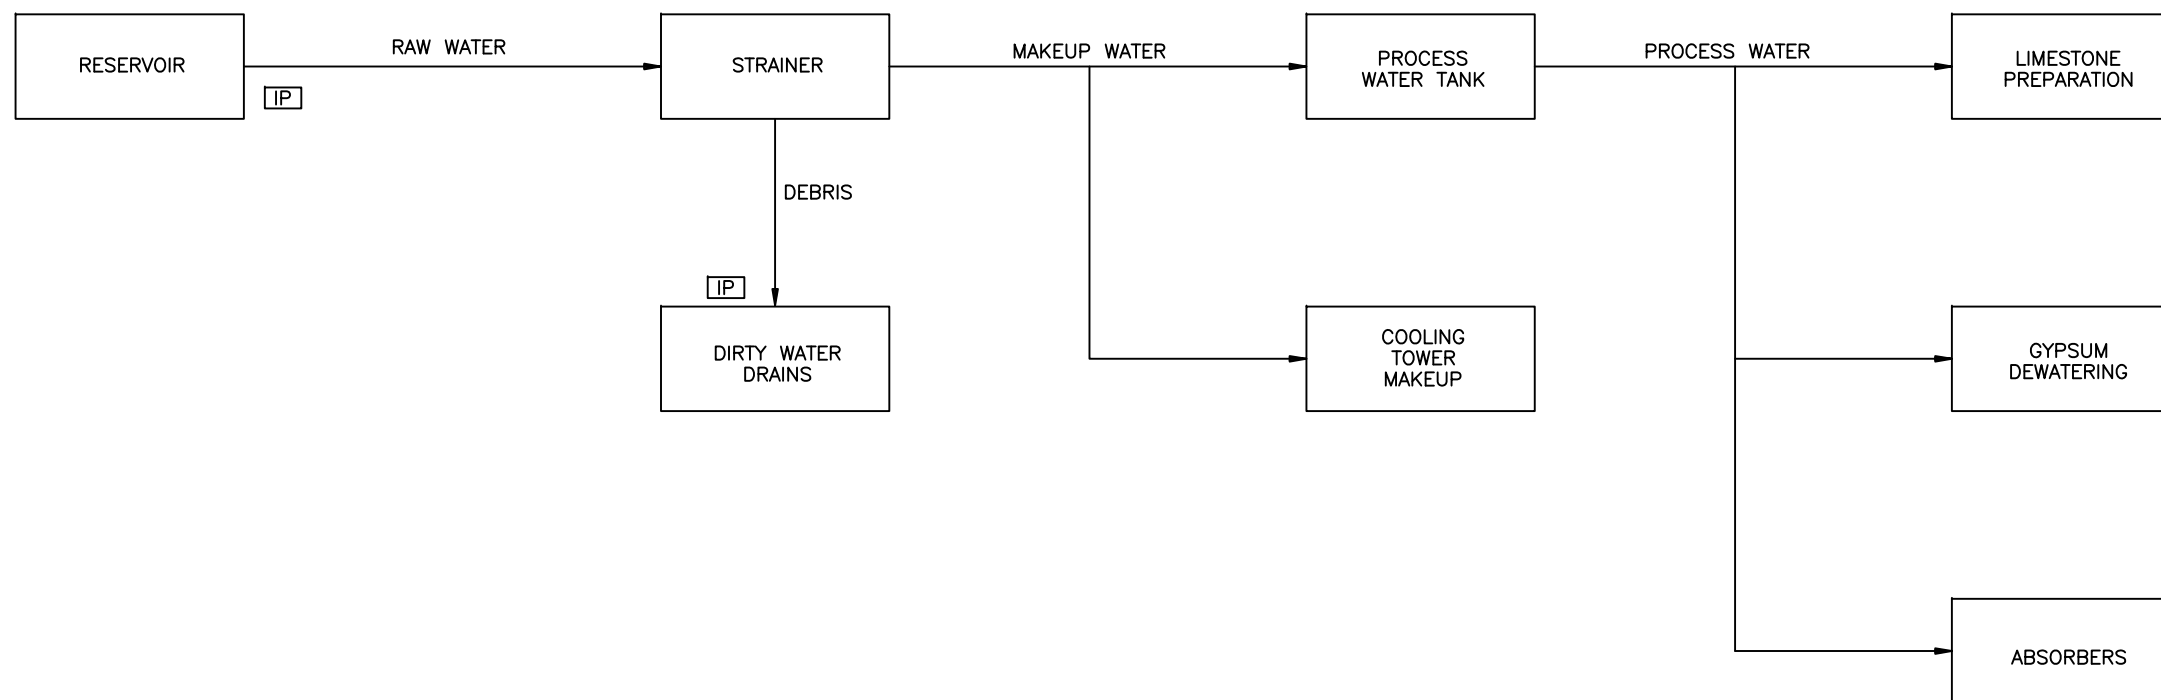 RAW WATER
MAKEUP WATER
PROCESS WATER
RESERVOIR
STRAINER
PROCESS
WATER TANK
LIMESTONE
PREPARATION
IP
DEBRIS
IP
DIRTY WATER
DRAINS
COOLING
TOWER
MAKEUP
GYPSUM
DEWATERING
ABSORBERS